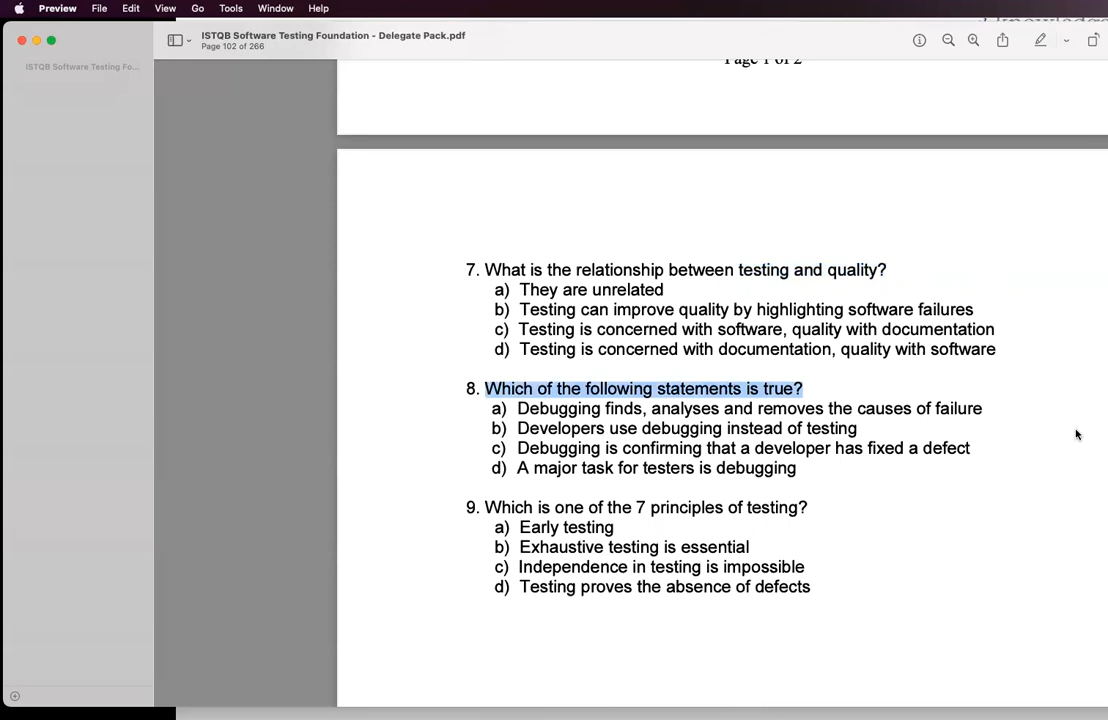 Preview File Edit View Go Tools Window Help
ISTQB Software Testing Foundation - Delegate Pack.pdf
Page 102 of 266
ISTQB Software Testing Fo...
Page 1 of 2
7. What is the relationship between testing and quality?
a) They are unrelated
b) Testing can improve quality by highlighting software failures
c) Testing is concerned with software, quality with documentation
d) Testing is concerned with documentation, quality with software
8. Which of the following statements is true?
a) Debugging finds, analyses and removes the causes of failure
b) Developers use debugging instead of testing
c) Debugging is confirming that a developer has fixed a defect
d) A major task for testers is debugging
9. Which is one of the 7 principles of testing?
a) Early testing
b) Exhaustive testing is essential
c) Independence in testing is impossible
d) Testing proves the absence of defects